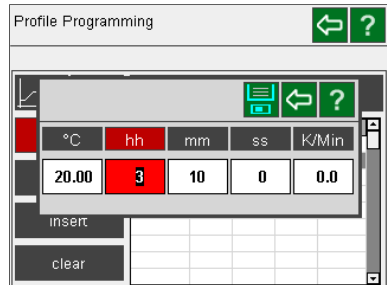 Profile Programming
?
?
°C hh mm ss K/Min
20.00 3 10 0 0.0
insert
clear